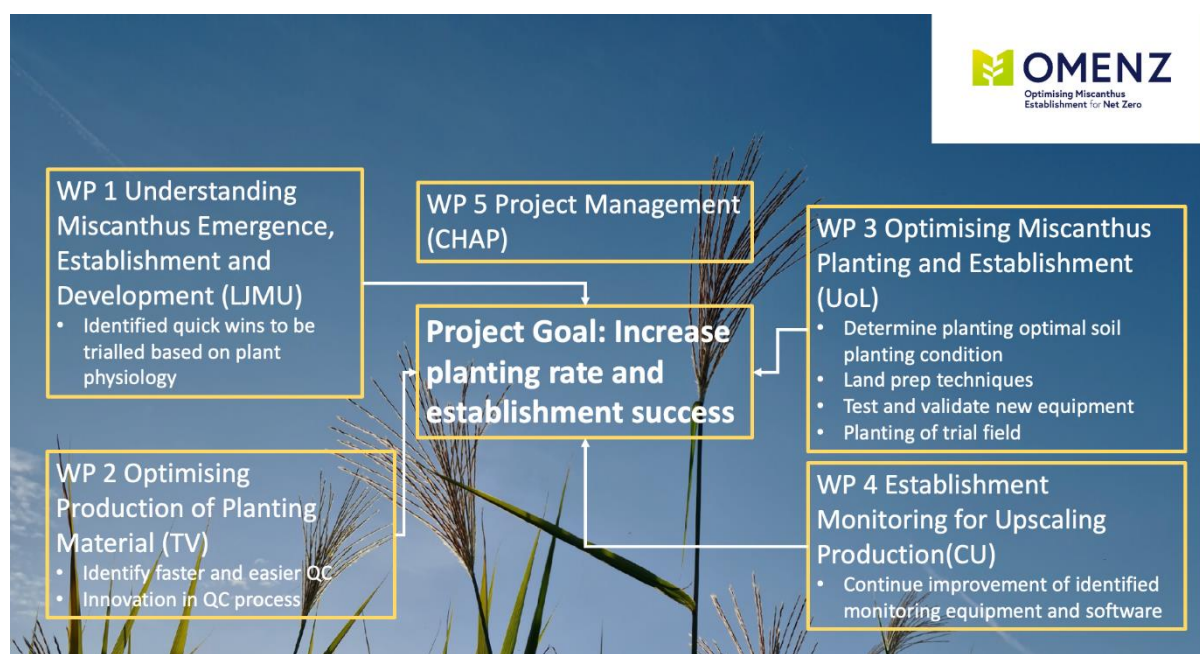 OMENZ
Optimising Miscanthus
Establishment for Net Zero
WP 1 Understanding
Miscanthus Emergence,
Establishment and
Development (LJMU)
• Identified quick wins to be
trialled based on plant
physiology
WP 5 Project Management
(CHAP)
Project Goal: Increase
planting rate and
establishment success
WP 3 Optimising Miscanthus
Planting and Establishment
(UoL)
• Determine planting optimal soil
planting condition
• Land prep techniques
• Test and validate new equipment
• Planting of trial field
WP 2 Optimising
Production of Planting
Material (TV)
• Identify faster and easier QC
• Innovation in QC process
WP 4 Establishment
Monitoring for Upscaling
Production(CU)
• Continue improvement of identified
monitoring equipment and software